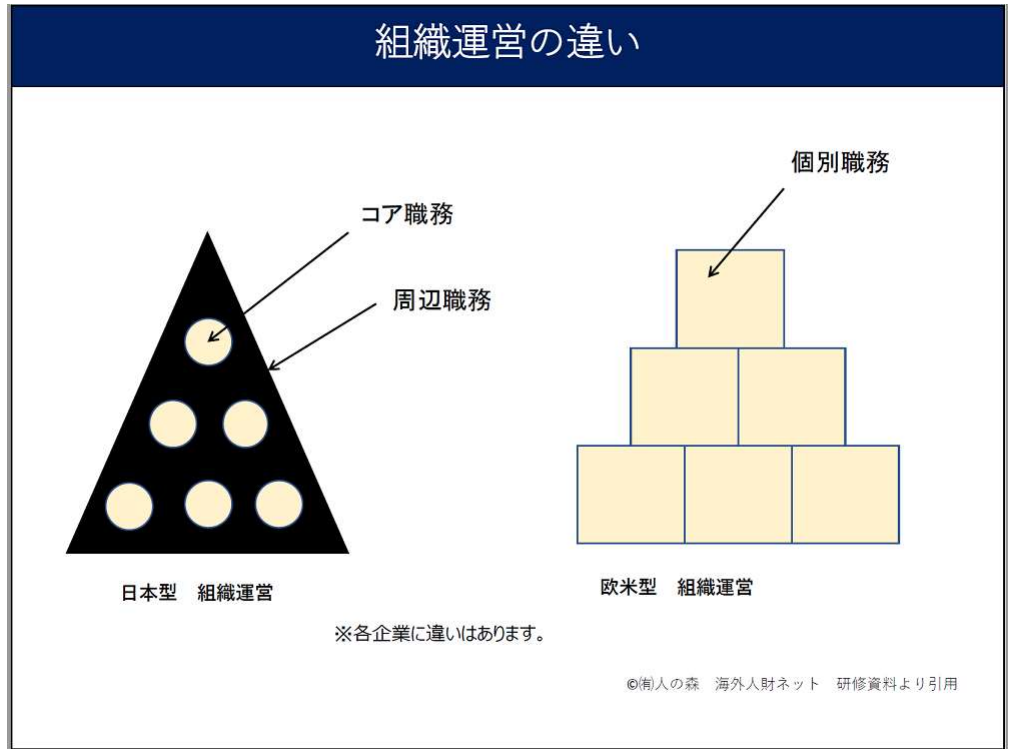 組織運営の違い
個別職務
コア職務
周辺職務
日本型　組織運営
欧米型　組織運営
※各企業に違いはあります。
©㈲人の森　海外人財ネット　研修資料より引用